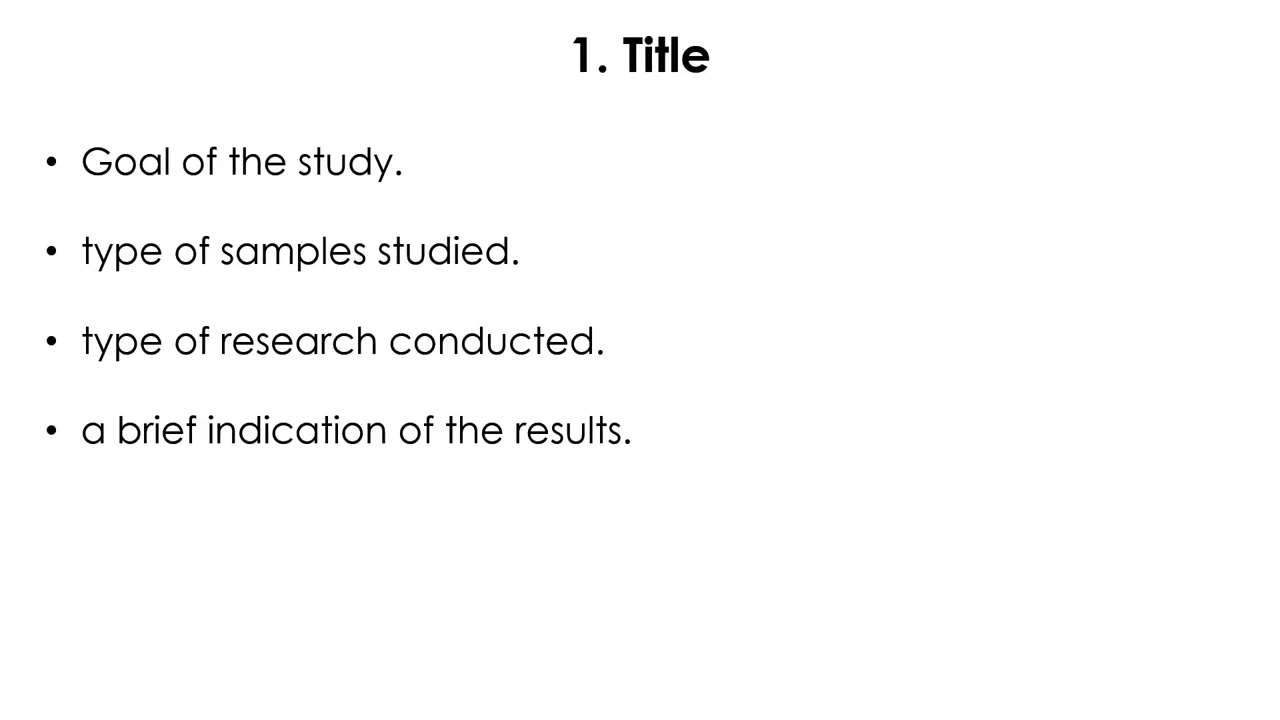 1. Title
• Goal of the study.
• type of samples studied.
• type of research conducted.
• a brief indication of the results.